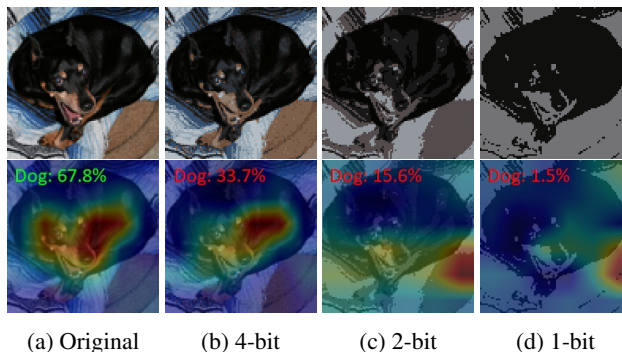 Dog: 67.8% Dog: 33.7% Dog: 15.6% Dog: 1.5%
(a) Original (b) 4-bit (c) 2-bit (d) 1-bit